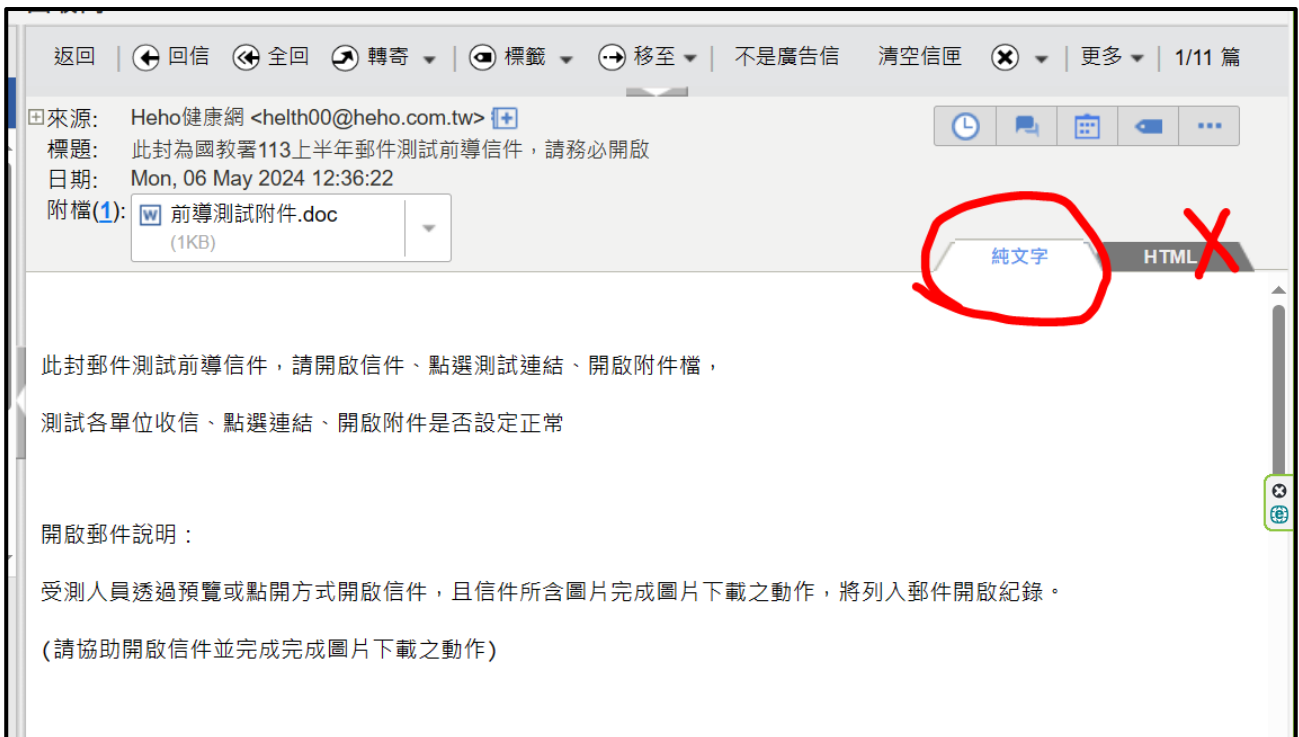 返回 | 回信 全回 轉寄 | 標籤 移至 | 不是廣告信 清空信匣 | 更多 | 1/11 篇
來源: Heho健康網 <helth00@heho.com.tw>
標題: 此封為國教署113上半年郵件測試前導信件，請務必開啟
日期: Mon, 06 May 2024 12:36:22
附檔(1): 前導測試附件.doc
(1KB)
純文字 HTML
此封郵件測試前導信件，請開啟信件、點選測試連結、開啟附件檔，
測試各單位收信、點選連結、開啟附件是否設定正常
開啟郵件說明：
受測人員透過預覽或點開方式開啟信件，且信件所含圖片完成圖片下載之動作，將列入郵件開啟紀錄。
(請協助開啟信件並完成完成圖片下載之動作)